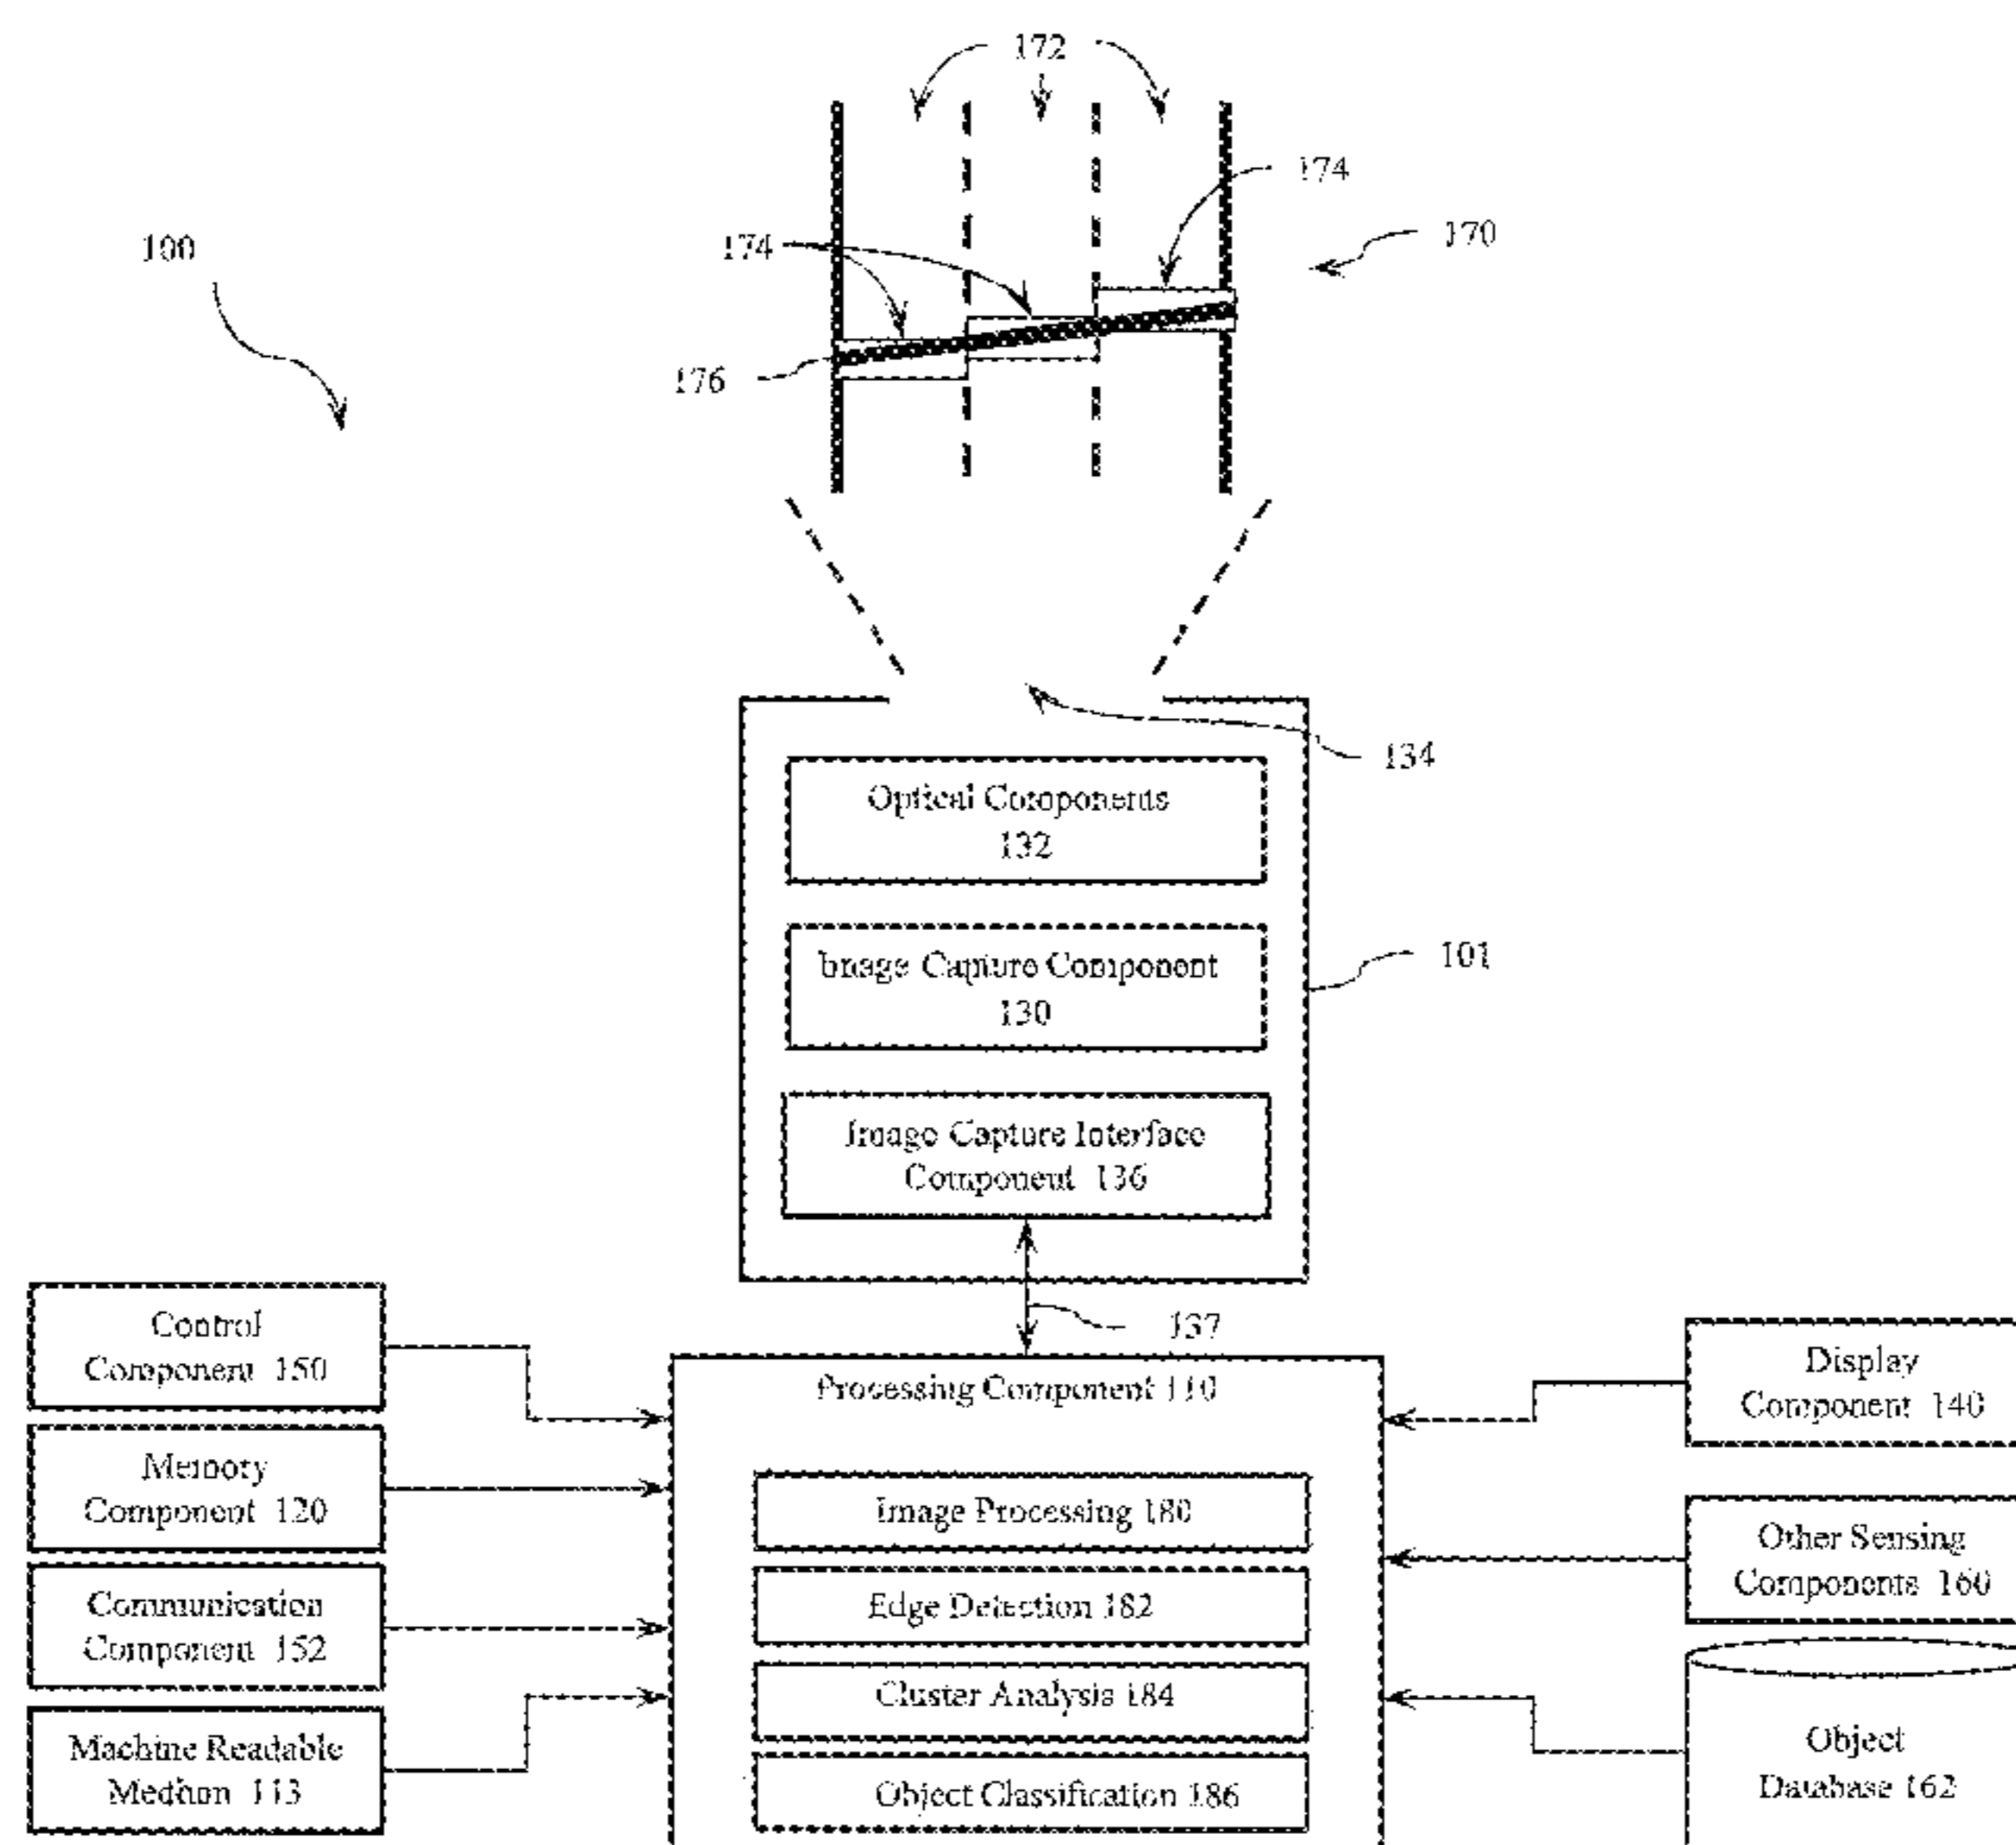 172
174
170
100
174
176
134
Optical Components
132
Image Capture Component
130
101
Image Capture Interface
Component 136
137
Control
Component 150
Memory
Component 120
Communication
Component 152
Machine Readable
Medium 113
Processing Component 110
Image Processing 180
Edge Detection 182
Cluster Analysis 184
Object Classification 186
Display
Component 140
Other Sensing
Components 160
Object
Database 162